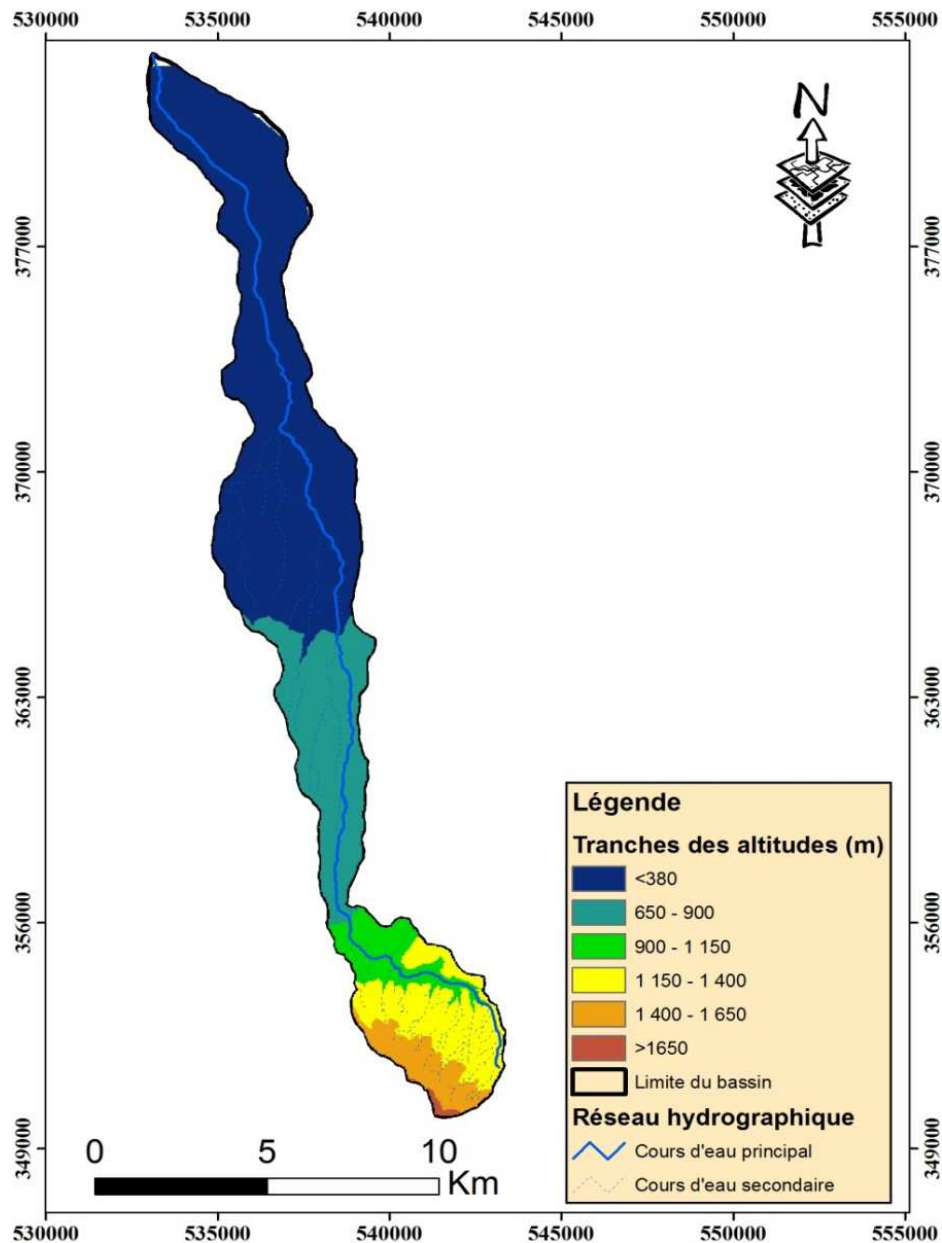 530000 535000 540000 545000 550000 555000
N
377000 377000
370000 370000
363000 363000
356000 356000
349000 349000
Légende
Tranches des altitudes (m)
<380
650 - 900
900 - 1 150
1 150 - 1 400
1 400 - 1 650
>1650
Limite du bassin
Réseau hydrographique
Cours d'eau principal
Cours d'eau secondaire
0 5 10
Km
530000 535000 540000 545000 550000 555000